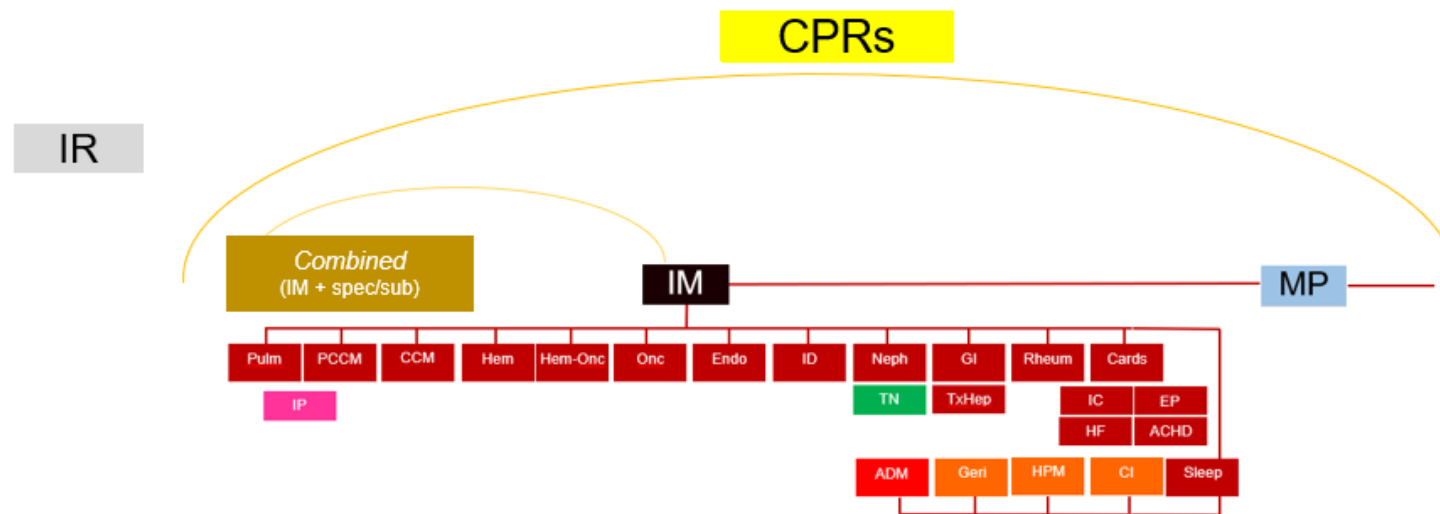 CPRs
IR
Combined
(IM + spec/sub)
IM
MP
Pulm
PCCM
CCM
Hem
Hem-Onc
Onc
Endo
ID
Neph
GI
Rheum
Cards
IP
TN
TxHep
IC
EP
HF
ACHD
ADM
Geri
HPM
CI
Sleep